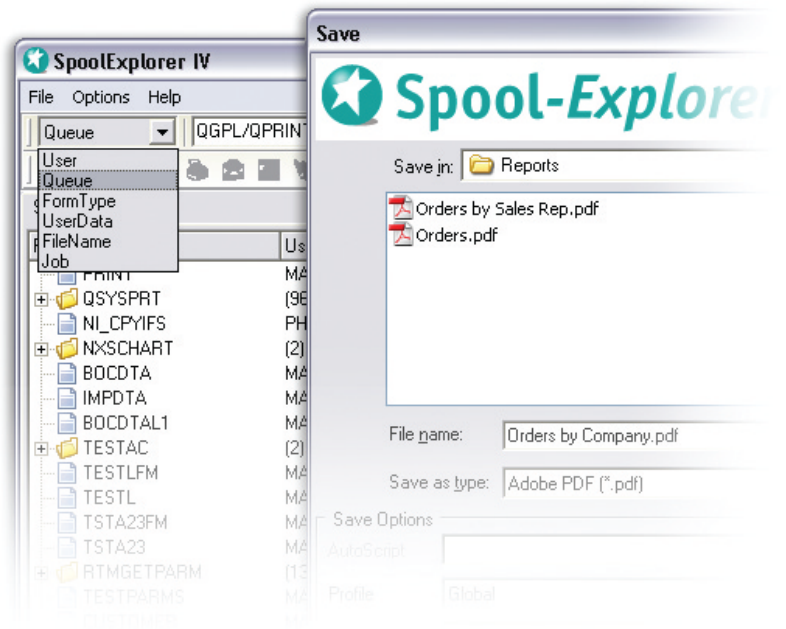 SpoolExplorer IV
File Options Help
Queue
QGPL/QPRINT
User
Queue
FormType
UserData
FileName
Job
Us
PRINT MA
QSYSPRT (98
NI_CPYIFS PH
NXSCHART (2)
BOCDTA MA
IMPDTA MA
BOCDTAL1 MA
TESTAC (2)
TESTLFM MA
TESTL MA
TSTA23FM MA
TSTA23 MA
RTMGETPARM (13
TESTPARMS MA
Save
Spool-Explorer
Save in: Reports
Orders by Sales Rep.pdf
Orders.pdf
File name: Orders by Company.pdf
Save as type: Adobe PDF (*.pdf)
Save Options
AutoScript
Profile Global